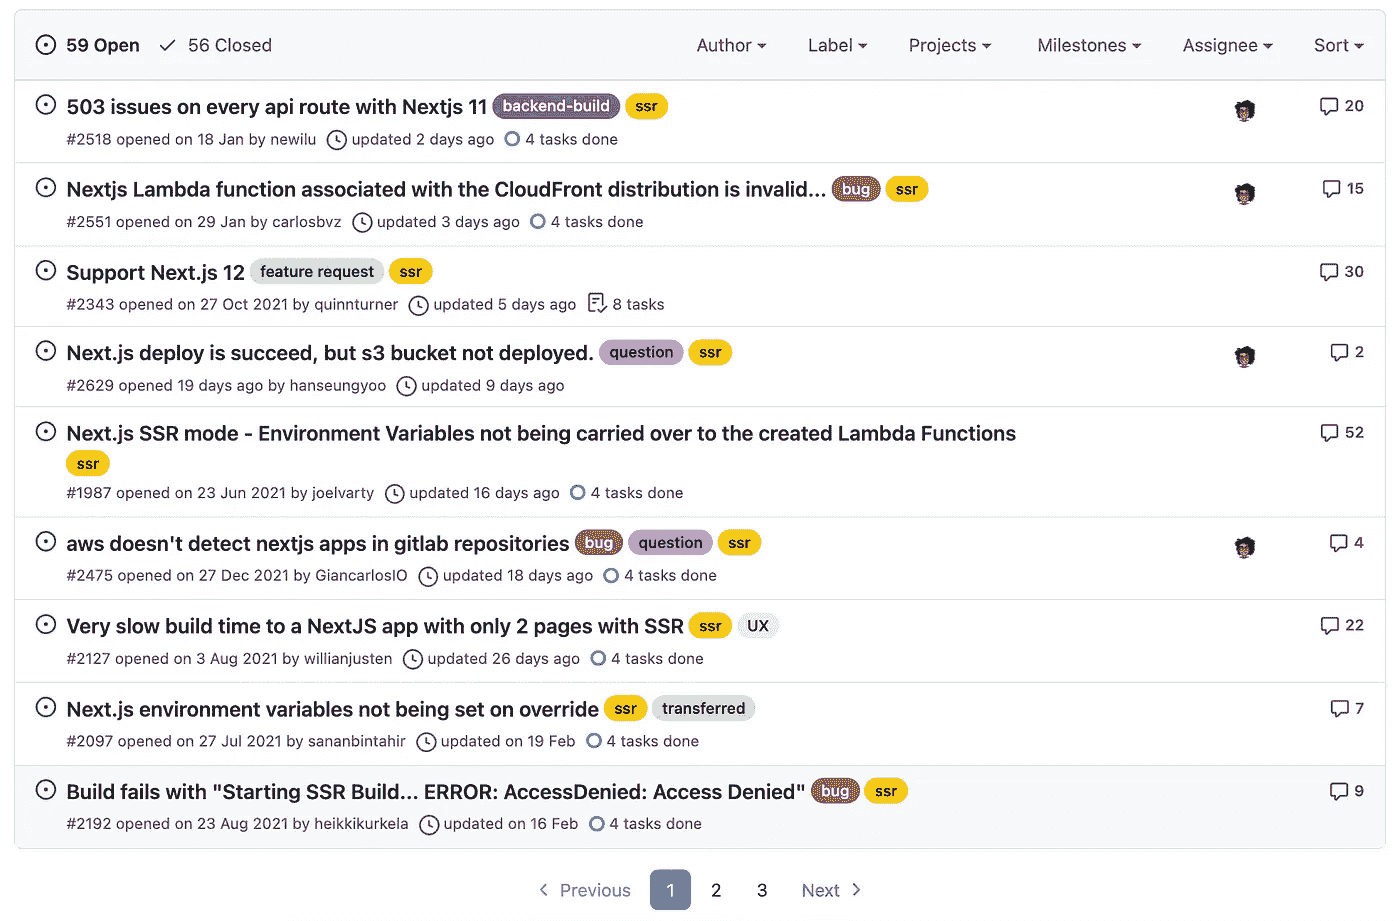 59 Open 56 Closed Author Label Projects Milestones Assignee Sort
503 issues on every api route with Nextjs 11 backend-build ssr 20
#2518 opened on 18 Jan by newilu updated 2 days ago 4 tasks done
Nextjs Lambda function associated with the CloudFront distribution is invalid... bug ssr 15
#2551 opened on 29 Jan by carlosbvz updated 3 days ago 4 tasks done
Support Next.js 12 feature request ssr 30
#2343 opened on 27 Oct 2021 by quinnturner updated 5 days ago 8 tasks
Next.js deploy is succeed, but s3 bucket not deployed. question ssr 2
#2629 opened 19 days ago by hanseungyoo updated 9 days ago
Next.js SSR mode - Environment Variables not being carried over to the created Lambda Functions 52
ssr
#1987 opened on 23 Jun 2021 by joelvarty updated 16 days ago 4 tasks done
aws doesn't detect nextjs apps in gitlab repositories bug question ssr 4
#2475 opened on 27 Dec 2021 by GiancarlosIO updated 18 days ago 4 tasks done
Very slow build time to a NextJS app with only 2 pages with SSR ssr UX 22
#2127 opened on 3 Aug 2021 by willianjusten updated 26 days ago 4 tasks done
Next.js environment variables not being set on override ssr transferred 7
#2097 opened on 27 Jul 2021 by sananbintahir updated on 19 Feb 4 tasks done
Build fails with "Starting SSR Build... ERROR: AccessDenied: Access Denied" bug ssr 9
#2192 opened on 23 Aug 2021 by heikkikurkela updated on 16 Feb 4 tasks done
Previous 1 2 3 Next